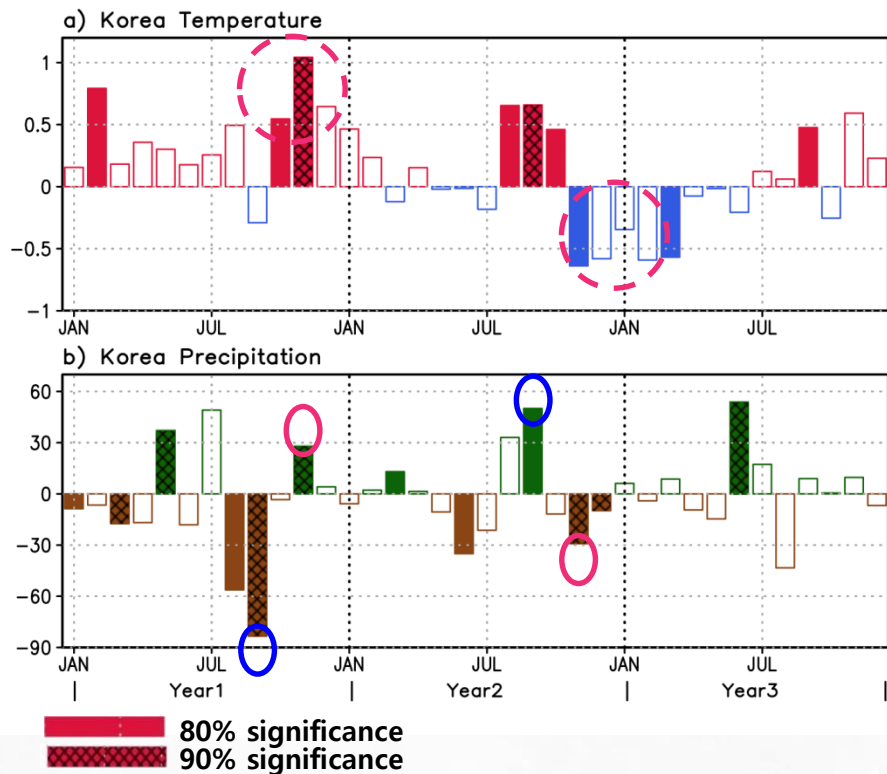 a) Korea Temperature
1
0.5
0
−0.5
−1
JAN JUL JAN JUL JAN JUL
b) Korea Precipitation
60
30
0
−30
−60
−90
JAN JUL JAN JUL JAN JUL
| Year1 | Year2 | Year3 |
80% significance
90% significance